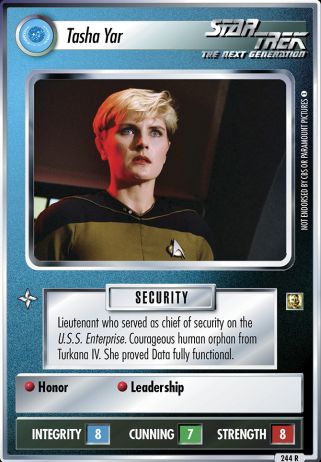 Tasha Yar
STAR TREK
THE NEXT GENERATION
NOT ENDORSED BY CBS OR PARAMOUNT PICTURES
SECURITY
Lieutenant who served as chief of security on the
U.S.S. Enterprise. Courageous human orphan from
Turkana IV. She proved Data fully functional.
Honor Leadership
INTEGRITY 8 CUNNING 7 STRENGTH 8
244 R